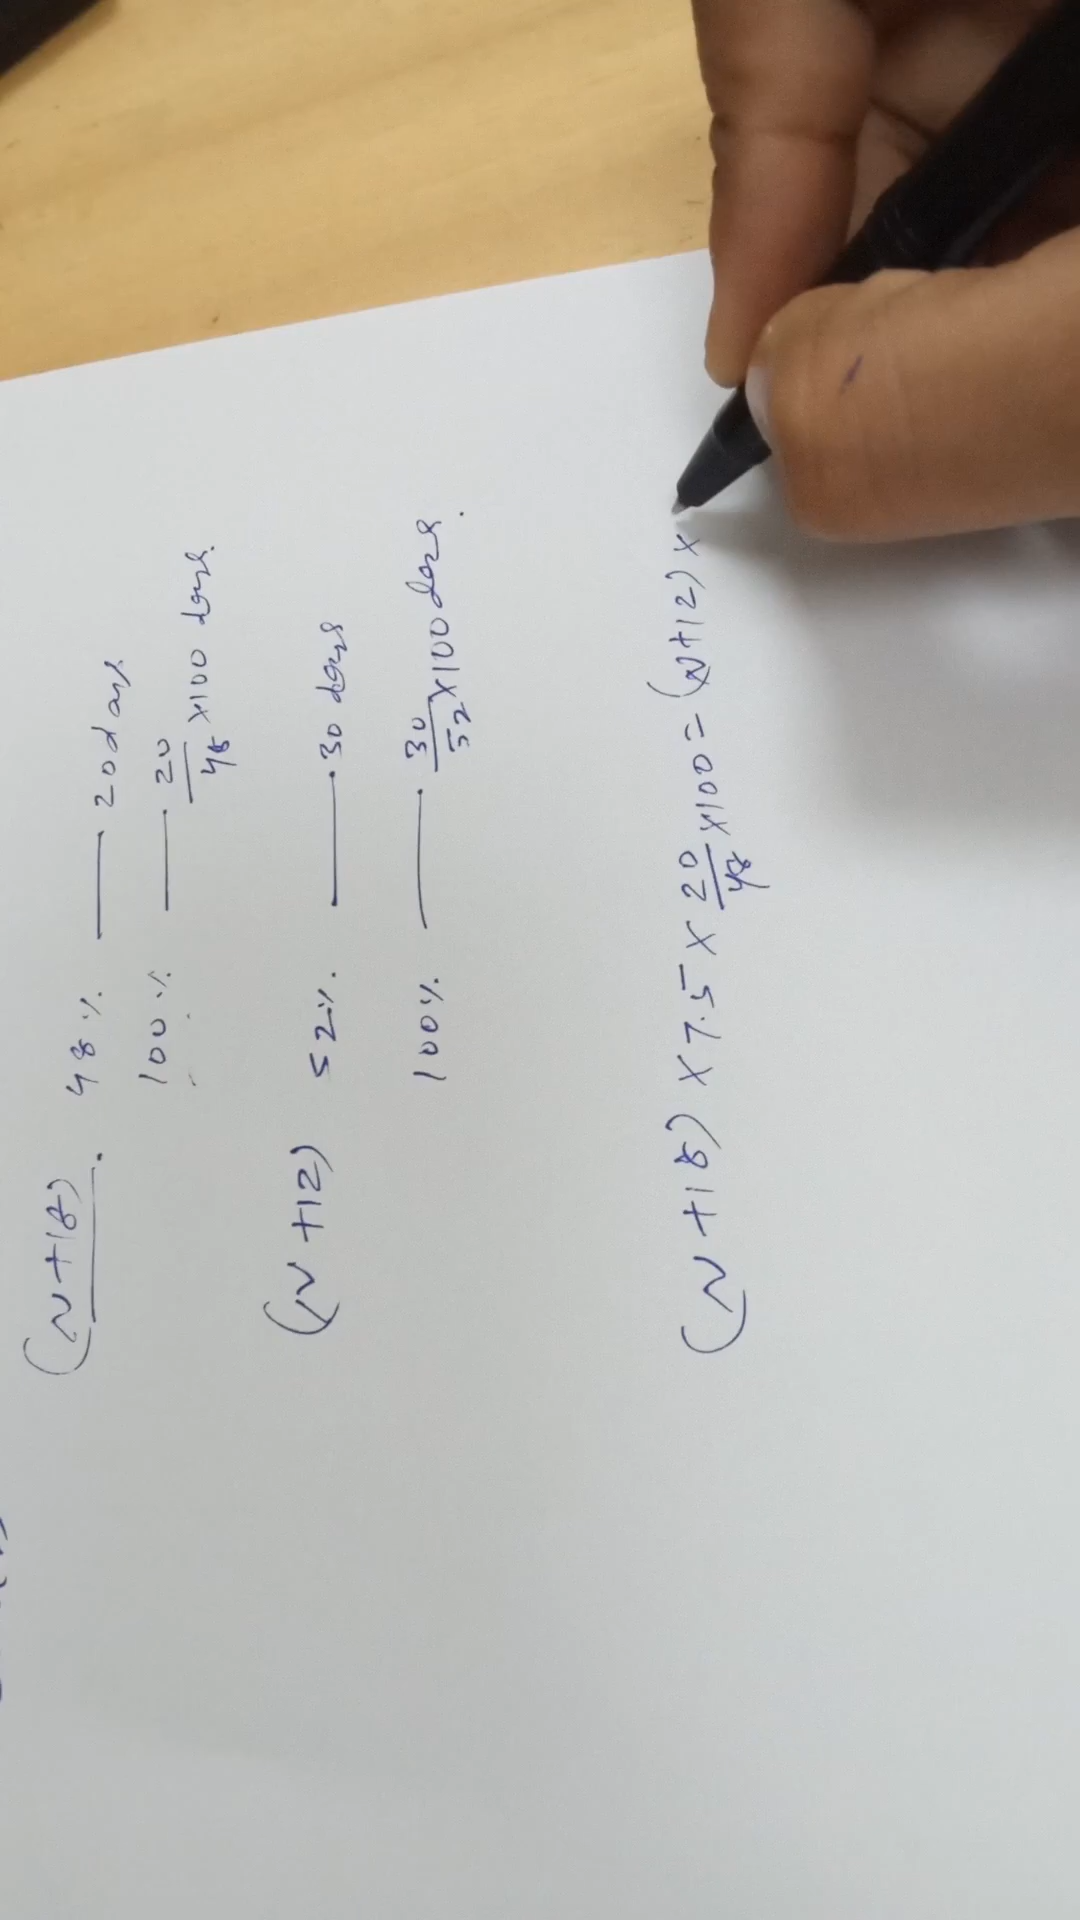 (N+18). 48% — 20 days
100% — 20/48 ×100 days.
(N+12) 52% — 30 days
100% — 30/52 ×100 days.
(N+18) × 7.5 × 20/48 ×100 = (N+12) ×